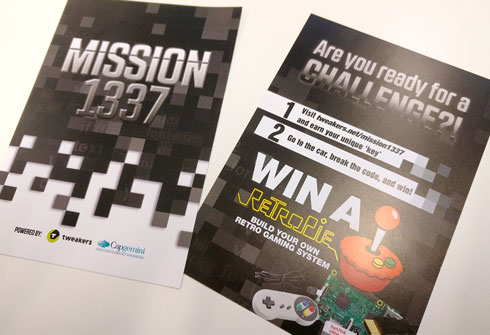 MISSION
1337
POWERED BY:
tweakers
Capgemini
Are you ready for a
CHALLENGE?!
1 Visit tweakers.net/mission1337
and earn your unique 'key'
2 Go to the car, break the code, and win!
WIN A
RETROPIE
BUILD YOUR OWN
RETRO GAMING SYSTEM